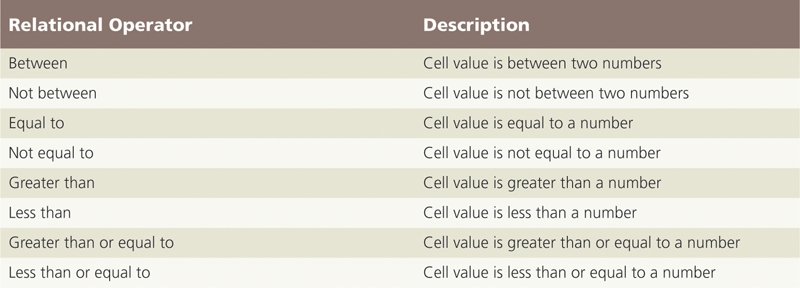 Relational Operator Description
Between Cell value is between two numbers
Not between Cell value is not between two numbers
Equal to Cell value is equal to a number
Not equal to Cell value is not equal to a number
Greater than Cell value is greater than a number
Less than Cell value is less than a number
Greater than or equal to Cell value is greater than or equal to a number
Less than or equal to Cell value is less than or equal to a number